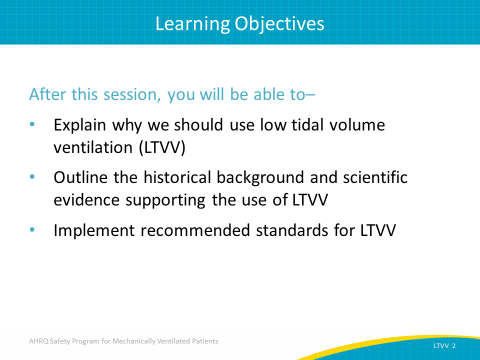 Learning Objectives
After this session, you will be able to–
• Explain why we should use low tidal volume
ventilation (LTVV)
• Outline the historical background and scientific
evidence supporting the use of LTVV
• Implement recommended standards for LTVV
AHRQ Safety Program for Mechanically Ventilated Patients
LTVV 2